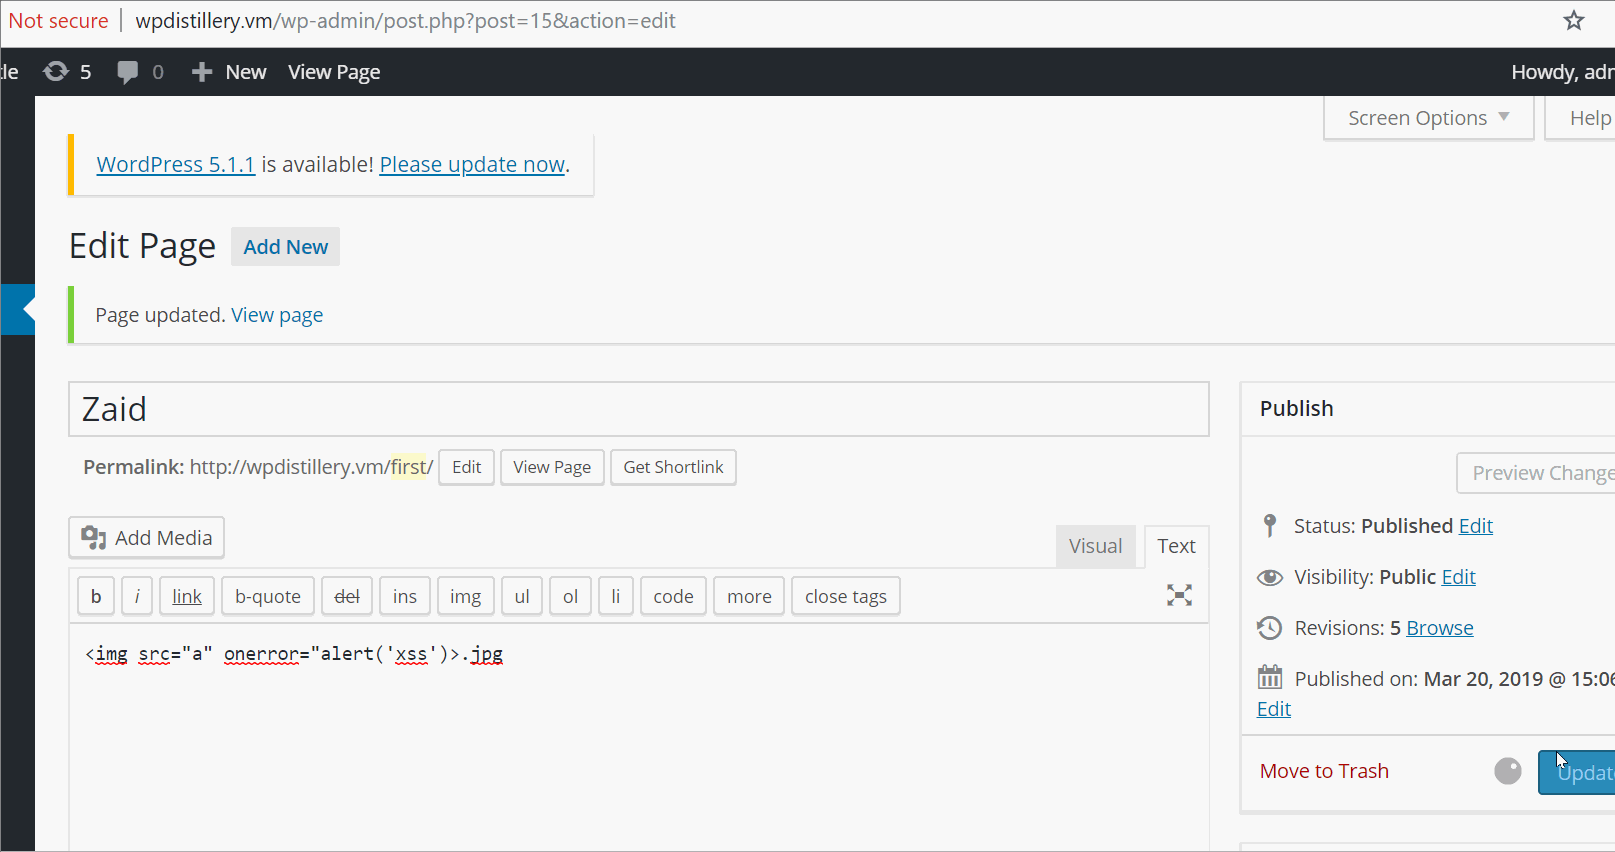 Not secure | wpdistillery.vm/wp-admin/post.php?post=15&action=edit
le 5 0 New View Page Howdy, adn
Screen Options Help
WordPress 5.1.1 is available! Please update now.
Edit Page Add New
Page updated. View page
Zaid
Publish
Permalink: http://wpdistillery.vm/first/ Edit View Page Get Shortlink
Preview Change
Add Media
Visual Text
Status: Published Edit
Visibility: Public Edit
b i link b-quote del ins img ul ol li code more close tags
Revisions: 5 Browse
<img src="a" onerror="alert('xss')>.jpg
Published on: Mar 20, 2019 @ 15:06
Edit
Move to Trash
Updat